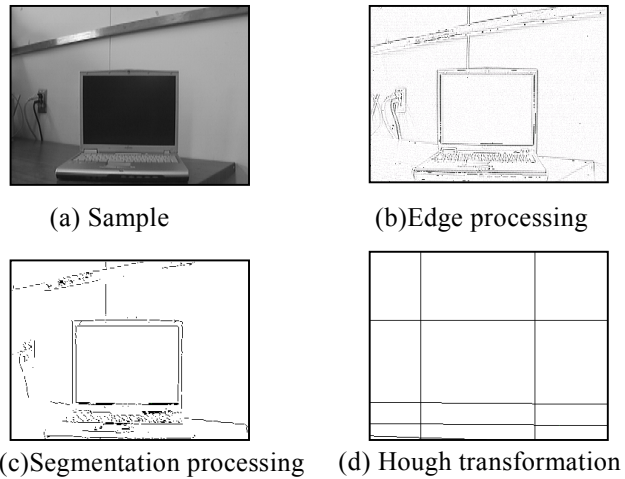 (a) Sample
(b)Edge processing
(c)Segmentation processing
(d) Hough transformation